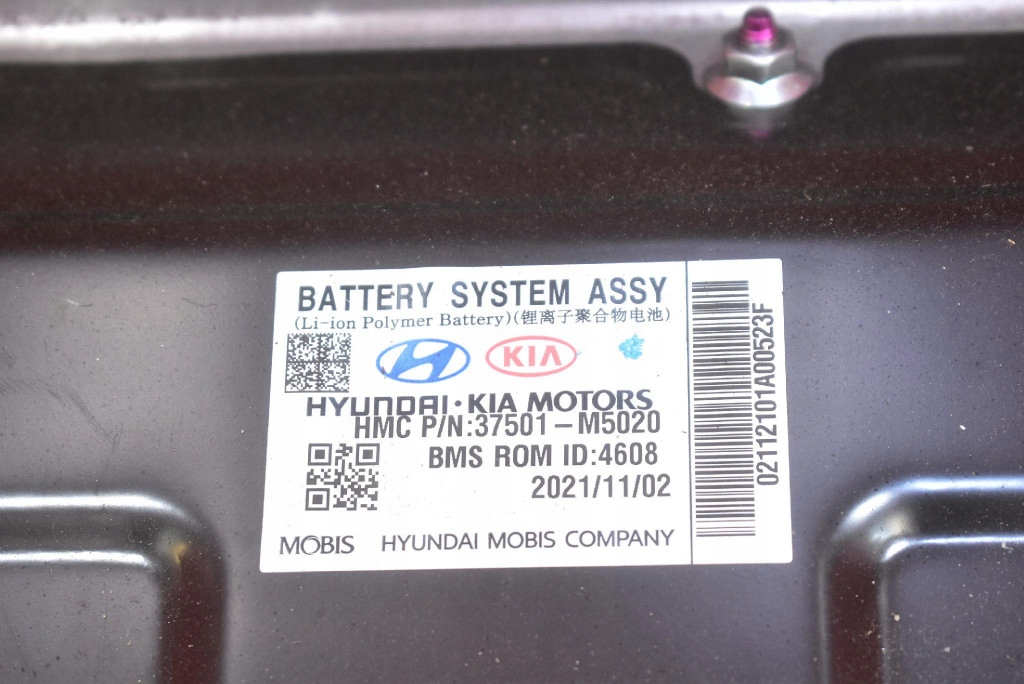 BATTERY SYSTEM ASSY
(Li-ion Polymer Battery)(锂离子聚合物电池)
H KIA
HYUNDAI·KIA MOTORS
HMC P/N:37501-M5020
BMS ROM ID:4608
2021/11/02
MOBIS HYUNDAI MOBIS COMPANY
02112101A00523F